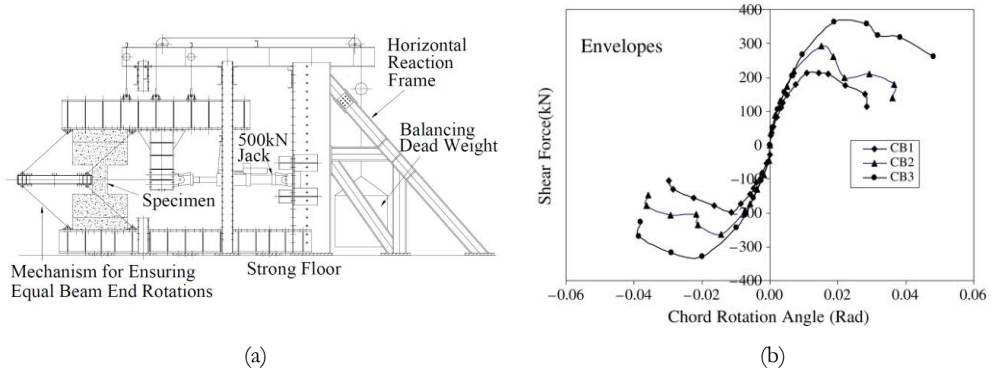 Horizontal
Reaction
Frame
Balancing
Dead Weight
500kN
Jack
Specimen
Mechanism for Ensuring
Equal Beam End Rotations
Strong Floor
(a)
Envelopes
Shear Force(kN)
400
300
200
100
0
−100
−200
−300
−400
CB1
CB2
CB3
−0.06
−0.04
−0.02
0.00
0.02
0.04
0.06
Chord Rotation Angle (Rad)
(b)